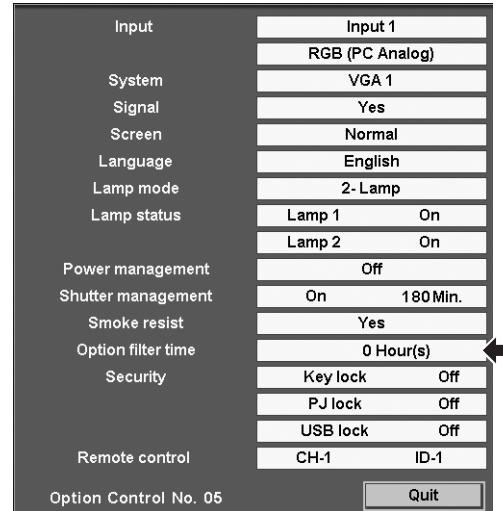 Input Input 1
RGB (PC Analog)
System VGA 1
Signal Yes
Screen Normal
Language English
Lamp mode 2- Lamp
Lamp status Lamp 1 On
Lamp 2 On
Power management Off
Shutter management On 180 Min.
Smoke resist Yes
Option filter time 0 Hour(s)
Security Key lock Off
PJ lock Off
USB lock Off
Remote control CH-1 ID-1
Option Control No. 05 Quit